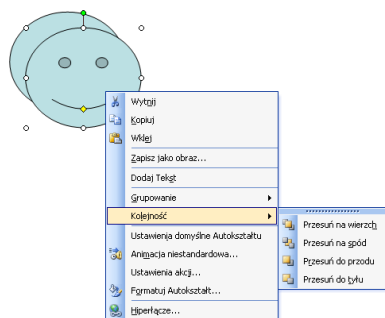 Wytnij
Kopiuj
Wklej
Zapisz jako obraz...
Dodaj Tekst
Grupowanie
Kolejność
Ustawienia domyślne Autokształtu
Animacja niestandardowa...
Ustawienia akcji...
Formatuj Autokształt...
Hiperłącze...
Przesuń na wierzch
Przesuń na spód
Przesuń do przodu
Przesuń do tyłu